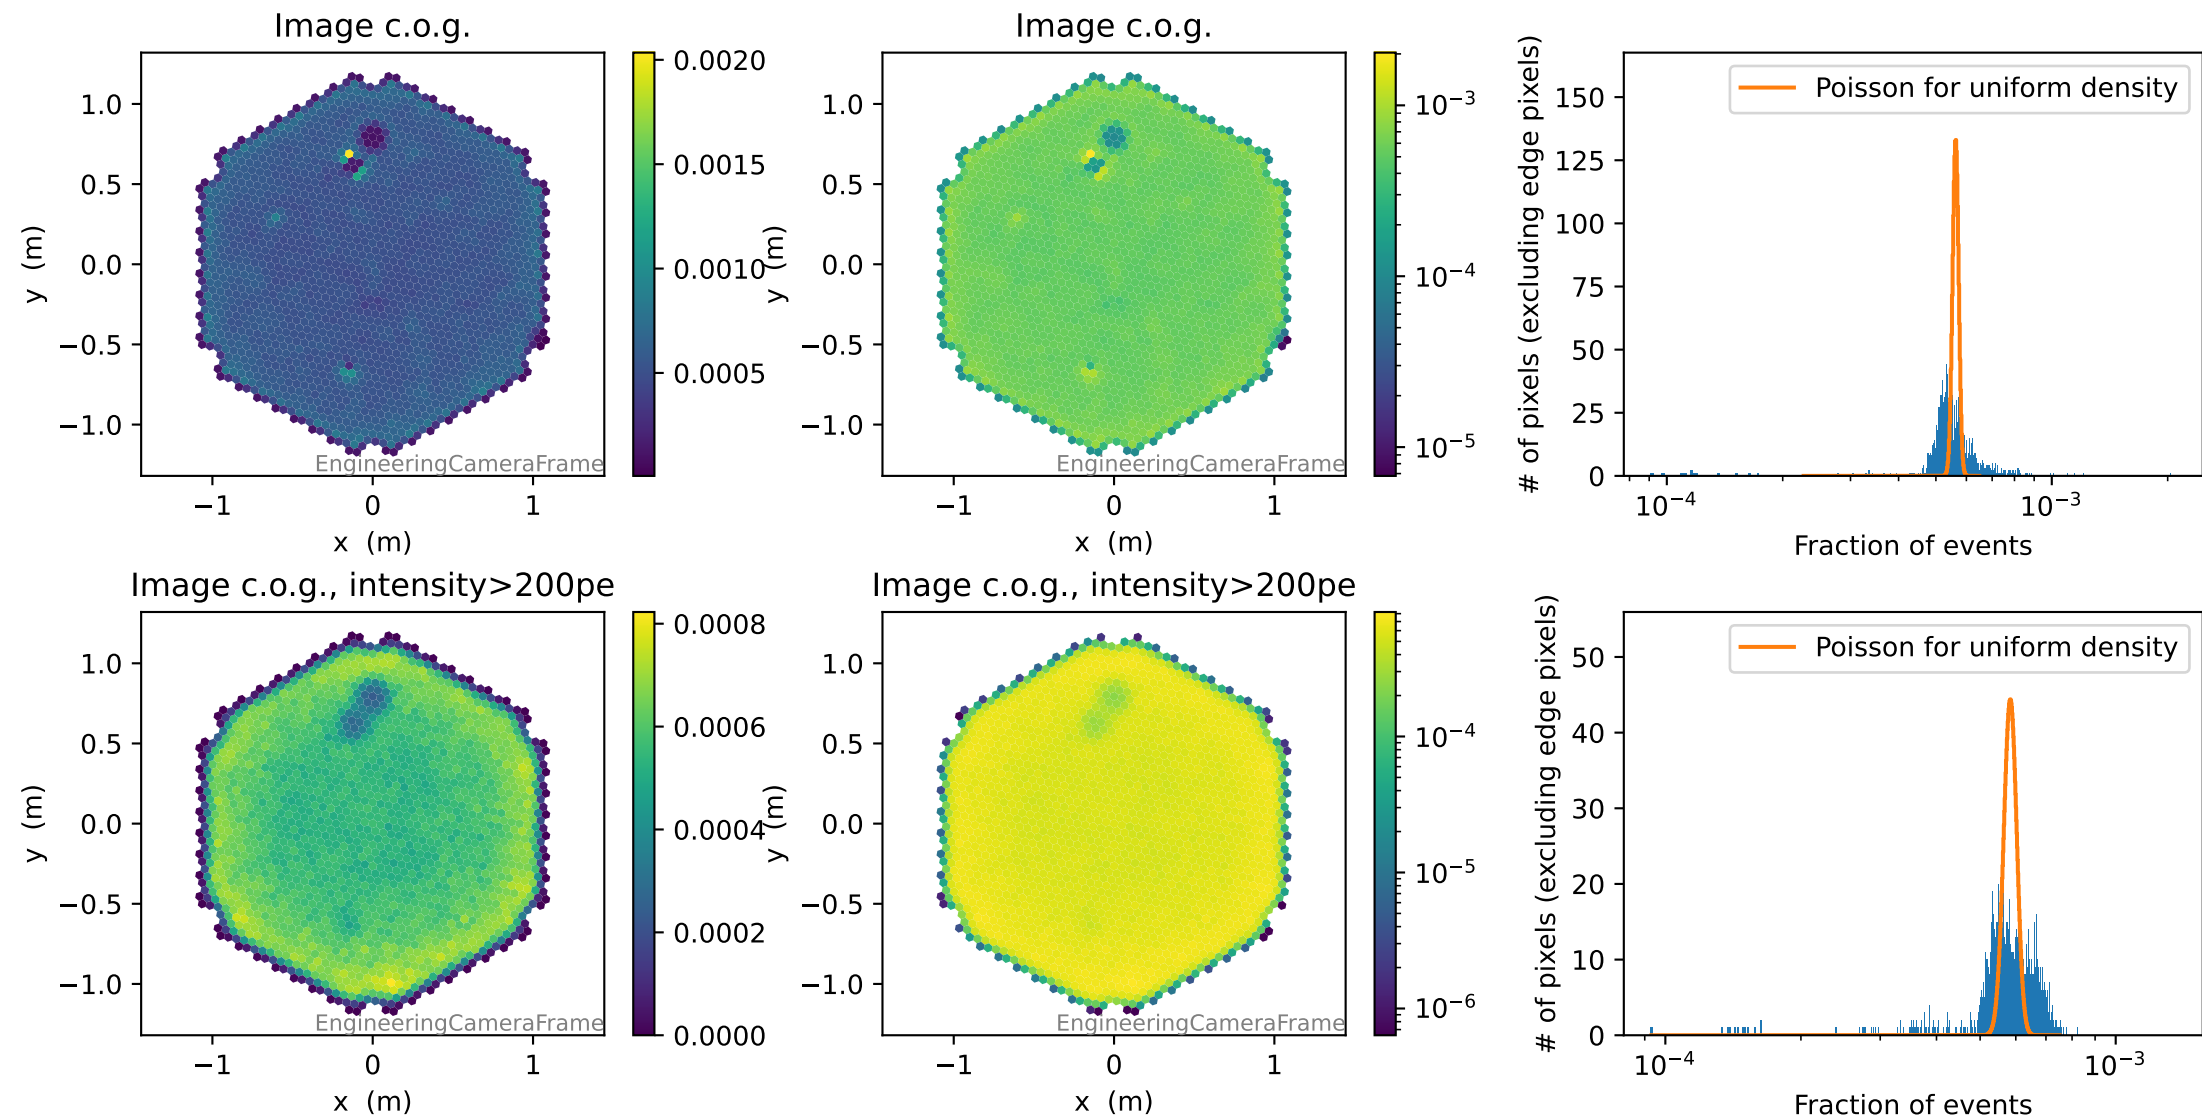 Image c.o.g.
1.0
0.5
0.0
−0.5
−1.0
y (m)
−1
0
1
x (m)
EngineeringCameraFrame
0.0020
0.0015
0.0010
0.0005
Image c.o.g.
1.0
0.5
0.0
−0.5
−1.0
y (m)
−1
0
1
x (m)
EngineeringCameraFrame
10⁻³
10⁻⁴
10⁻⁵
Poisson for uniform density
150
125
100
75
50
25
0
# of pixels (excluding edge pixels)
10⁻⁴
10⁻³
Fraction of events
Image c.o.g., intensity>200pe
1.0
0.5
0.0
−0.5
−1.0
y (m)
−1
0
1
x (m)
EngineeringCameraFrame
0.0008
0.0006
0.0004
0.0002
0.0000
Image c.o.g., intensity>200pe
1.0
0.5
0.0
−0.5
−1.0
y (m)
−1
0
1
x (m)
EngineeringCameraFrame
10⁻⁴
10⁻⁵
10⁻⁶
Poisson for uniform density
50
40
30
20
10
0
# of pixels (excluding edge pixels)
10⁻⁴
10⁻³
Fraction of events